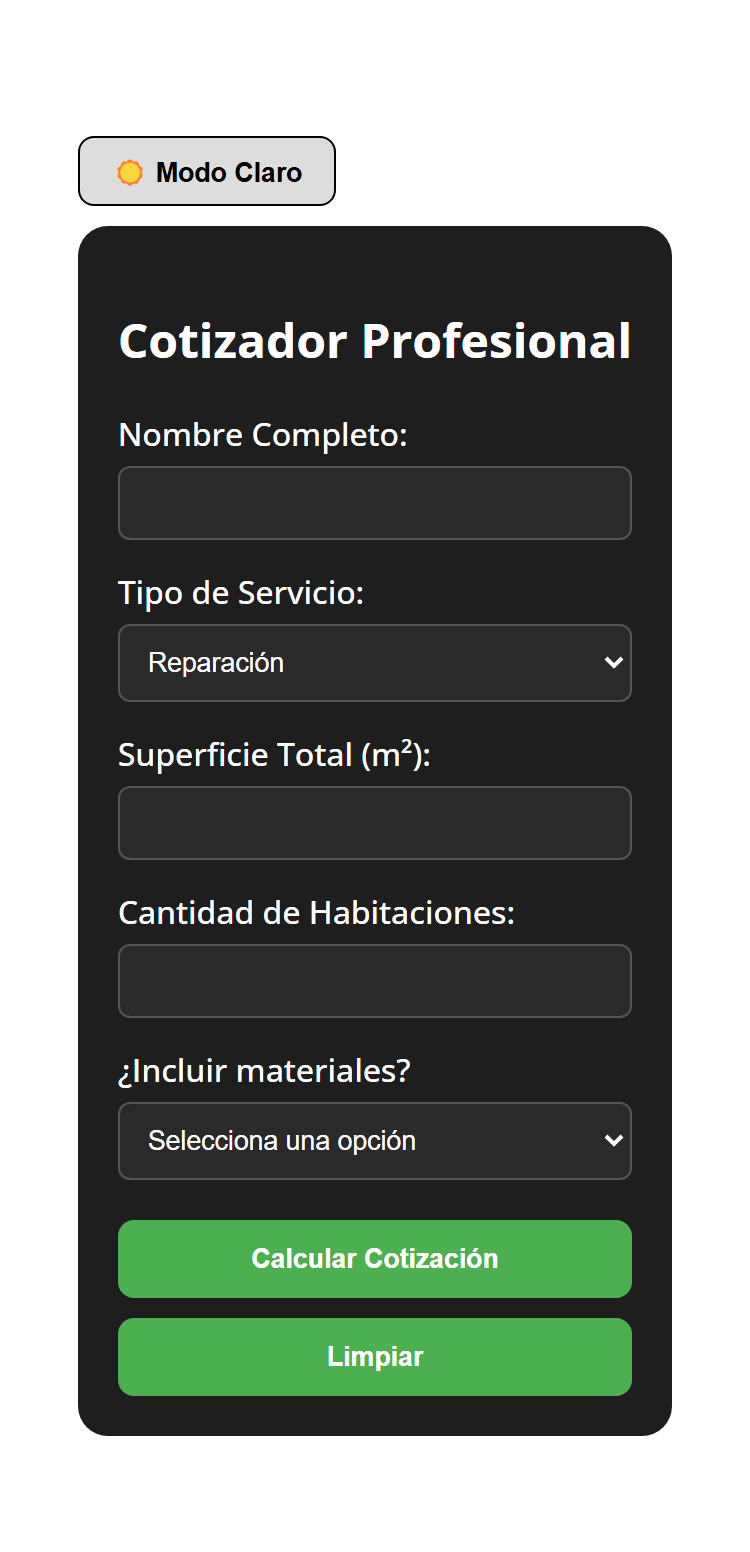 Modo Claro
Cotizador Profesional
Nombre Completo:
Tipo de Servicio:
Reparación
Superficie Total (m²):
Cantidad de Habitaciones:
¿Incluir materiales?
Selecciona una opción
Calcular Cotización
Limpiar